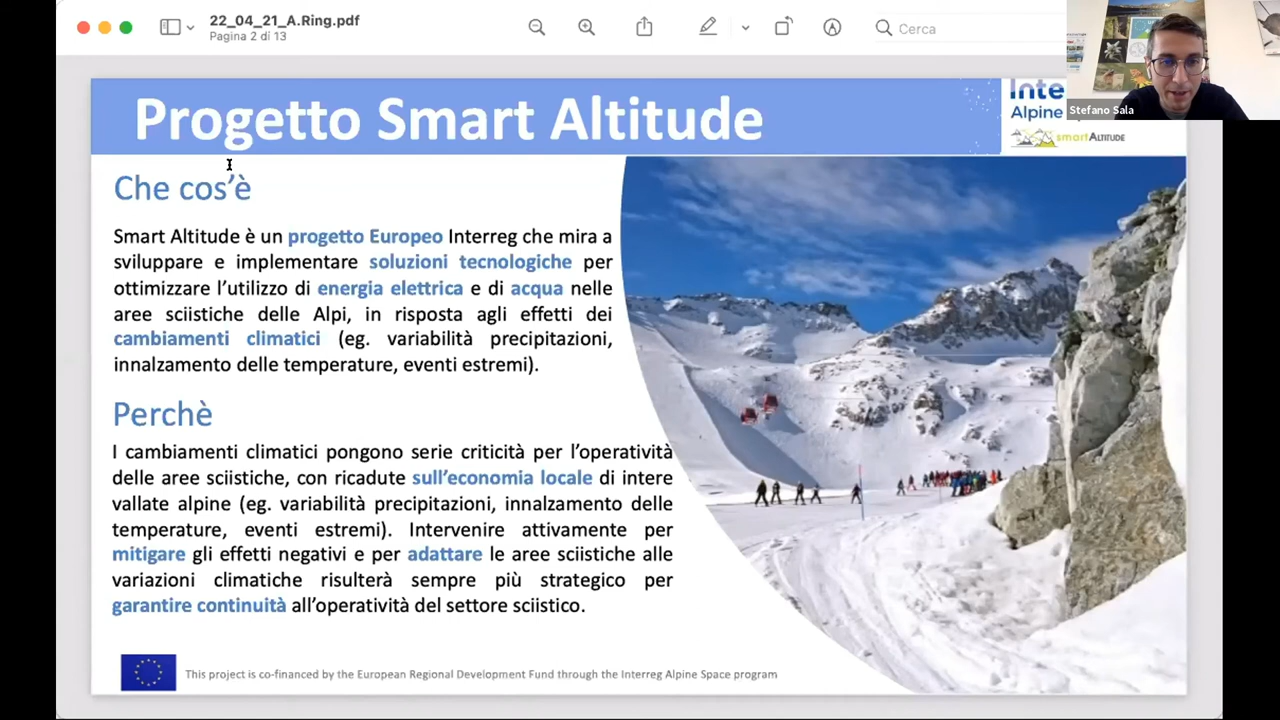 22_04_21_A.Ring.pdf
Pagina 2 di 13
Cerca
Stefano Sala
Progetto Smart Altitude
Inte
Alpine
smartALTITUDE
Che cos’è
Smart Altitude è un progetto Europeo Interreg che mira a
sviluppare e implementare soluzioni tecnologiche per
ottimizzare l’utilizzo di energia elettrica e di acqua nelle
aree sciistiche delle Alpi, in risposta agli effetti dei
cambiamenti climatici (eg. variabilità precipitazioni,
innalzamento delle temperature, eventi estremi).
Perchè
I cambiamenti climatici pongono serie criticità per l’operatività
delle aree sciistiche, con ricadute sull’economia locale di intere
vallate alpine (eg. variabilità precipitazioni, innalzamento delle
temperature, eventi estremi). Intervenire attivamente per
mitigare gli effetti negativi e per adattare le aree sciistiche alle
variazioni climatiche risulterà sempre più strategico per
garantire continuità all’operatività del settore sciistico.
This project is co-financed by the European Regional Development Fund through the Interreg Alpine Space program